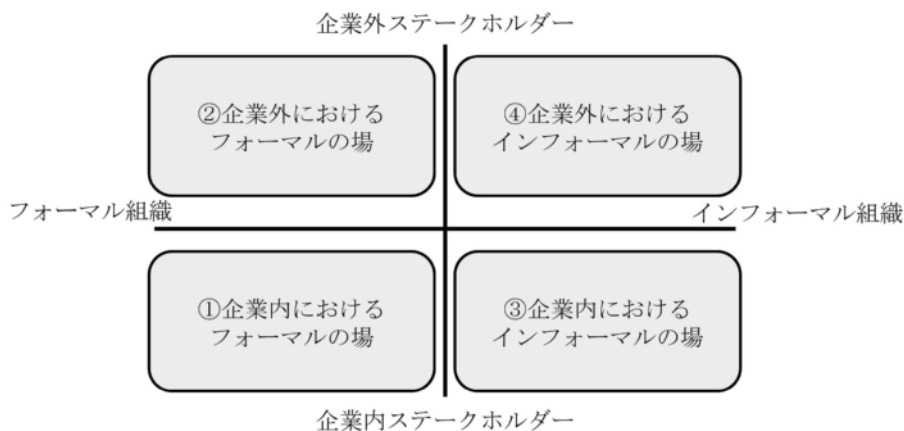 企業外ステークホルダー
②企業外における
フォーマルの場
④企業外における
インフォーマルの場
フォーマル組織
インフォーマル組織
①企業内における
フォーマルの場
③企業内における
インフォーマルの場
企業内ステークホルダー